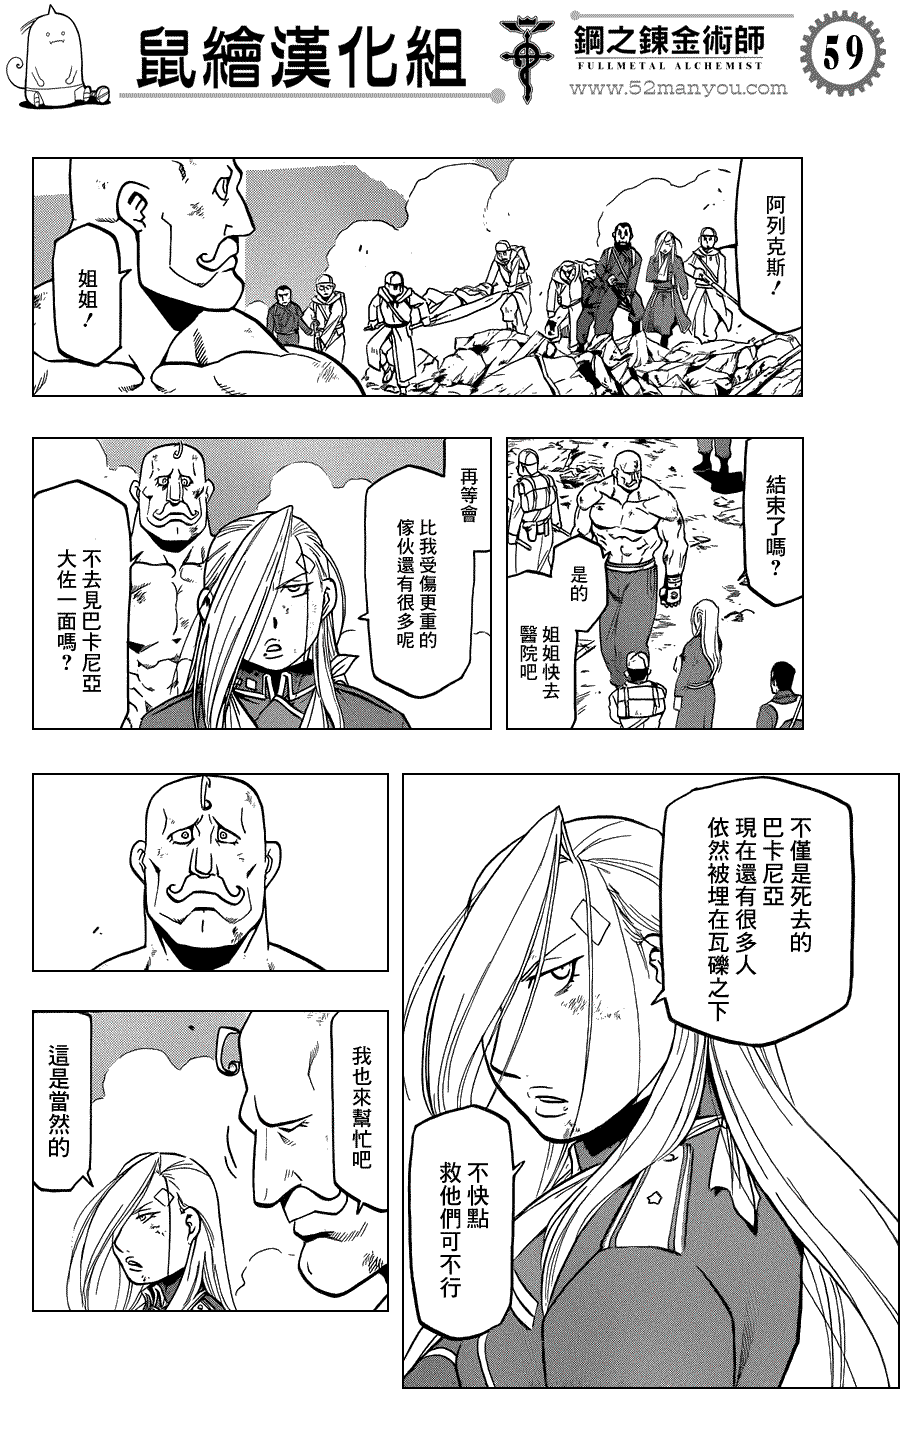 鼠繪漢化組
鋼之鍊金術師
FULLMETAL ALCHEMIST
www.52manyou.com
59
阿列克斯！
姐姐！
結束了嗎？
是的
姐姐快去
醫院吧
再等會
比我受傷更重的
傢伙還有很多呢
不去見巴卡尼亞
大佐一面嗎？
不僅是死去的
巴卡尼亞
現在還有很多人
依然被埋在瓦礫之下
不快點
救他們可不行
我也來幫忙吧
這是當然的